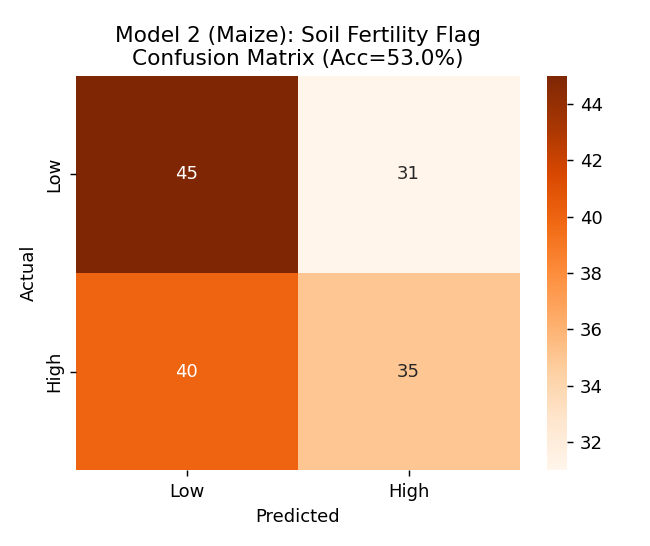 Model 2 (Maize): Soil Fertility Flag
Confusion Matrix (Acc=53.0%)
Actual
Low
High
45
31
40
35
Low
High
Predicted
44
42
40
38
36
34
32